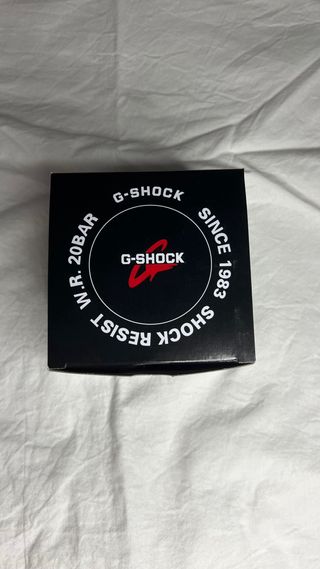 G-SHOCK
SINCE 1983
SHOCK RESIST
W.R. 20BAR
G-SHOCK